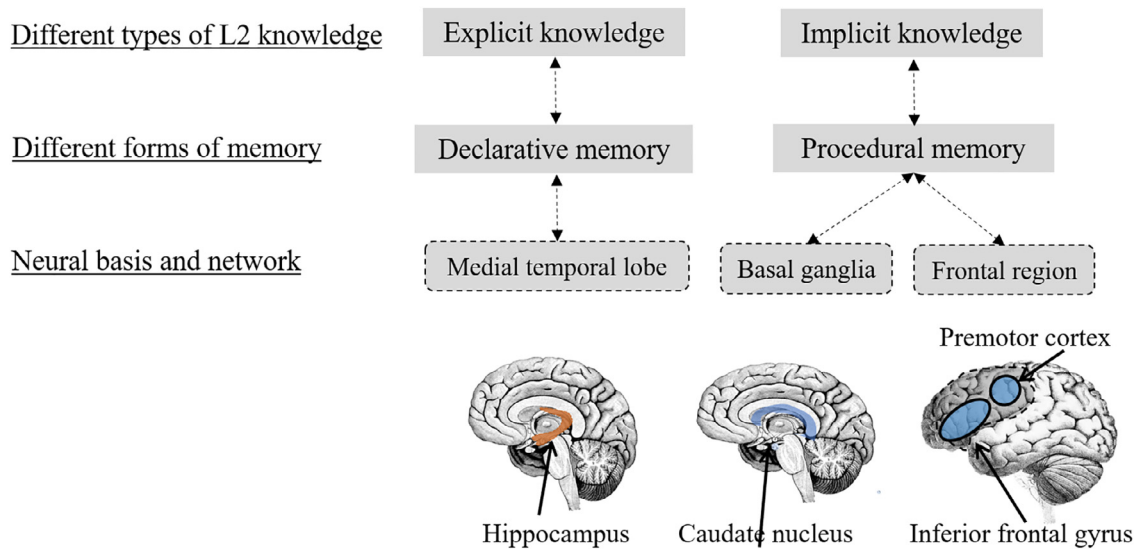 Different types of L2 knowledge
Explicit knowledge
Implicit knowledge
Different forms of memory
Declarative memory
Procedural memory
Neural basis and network
Medial temporal lobe
Basal ganglia
Frontal region
Premotor cortex
Hippocampus
Caudate nucleus
Inferior frontal gyrus